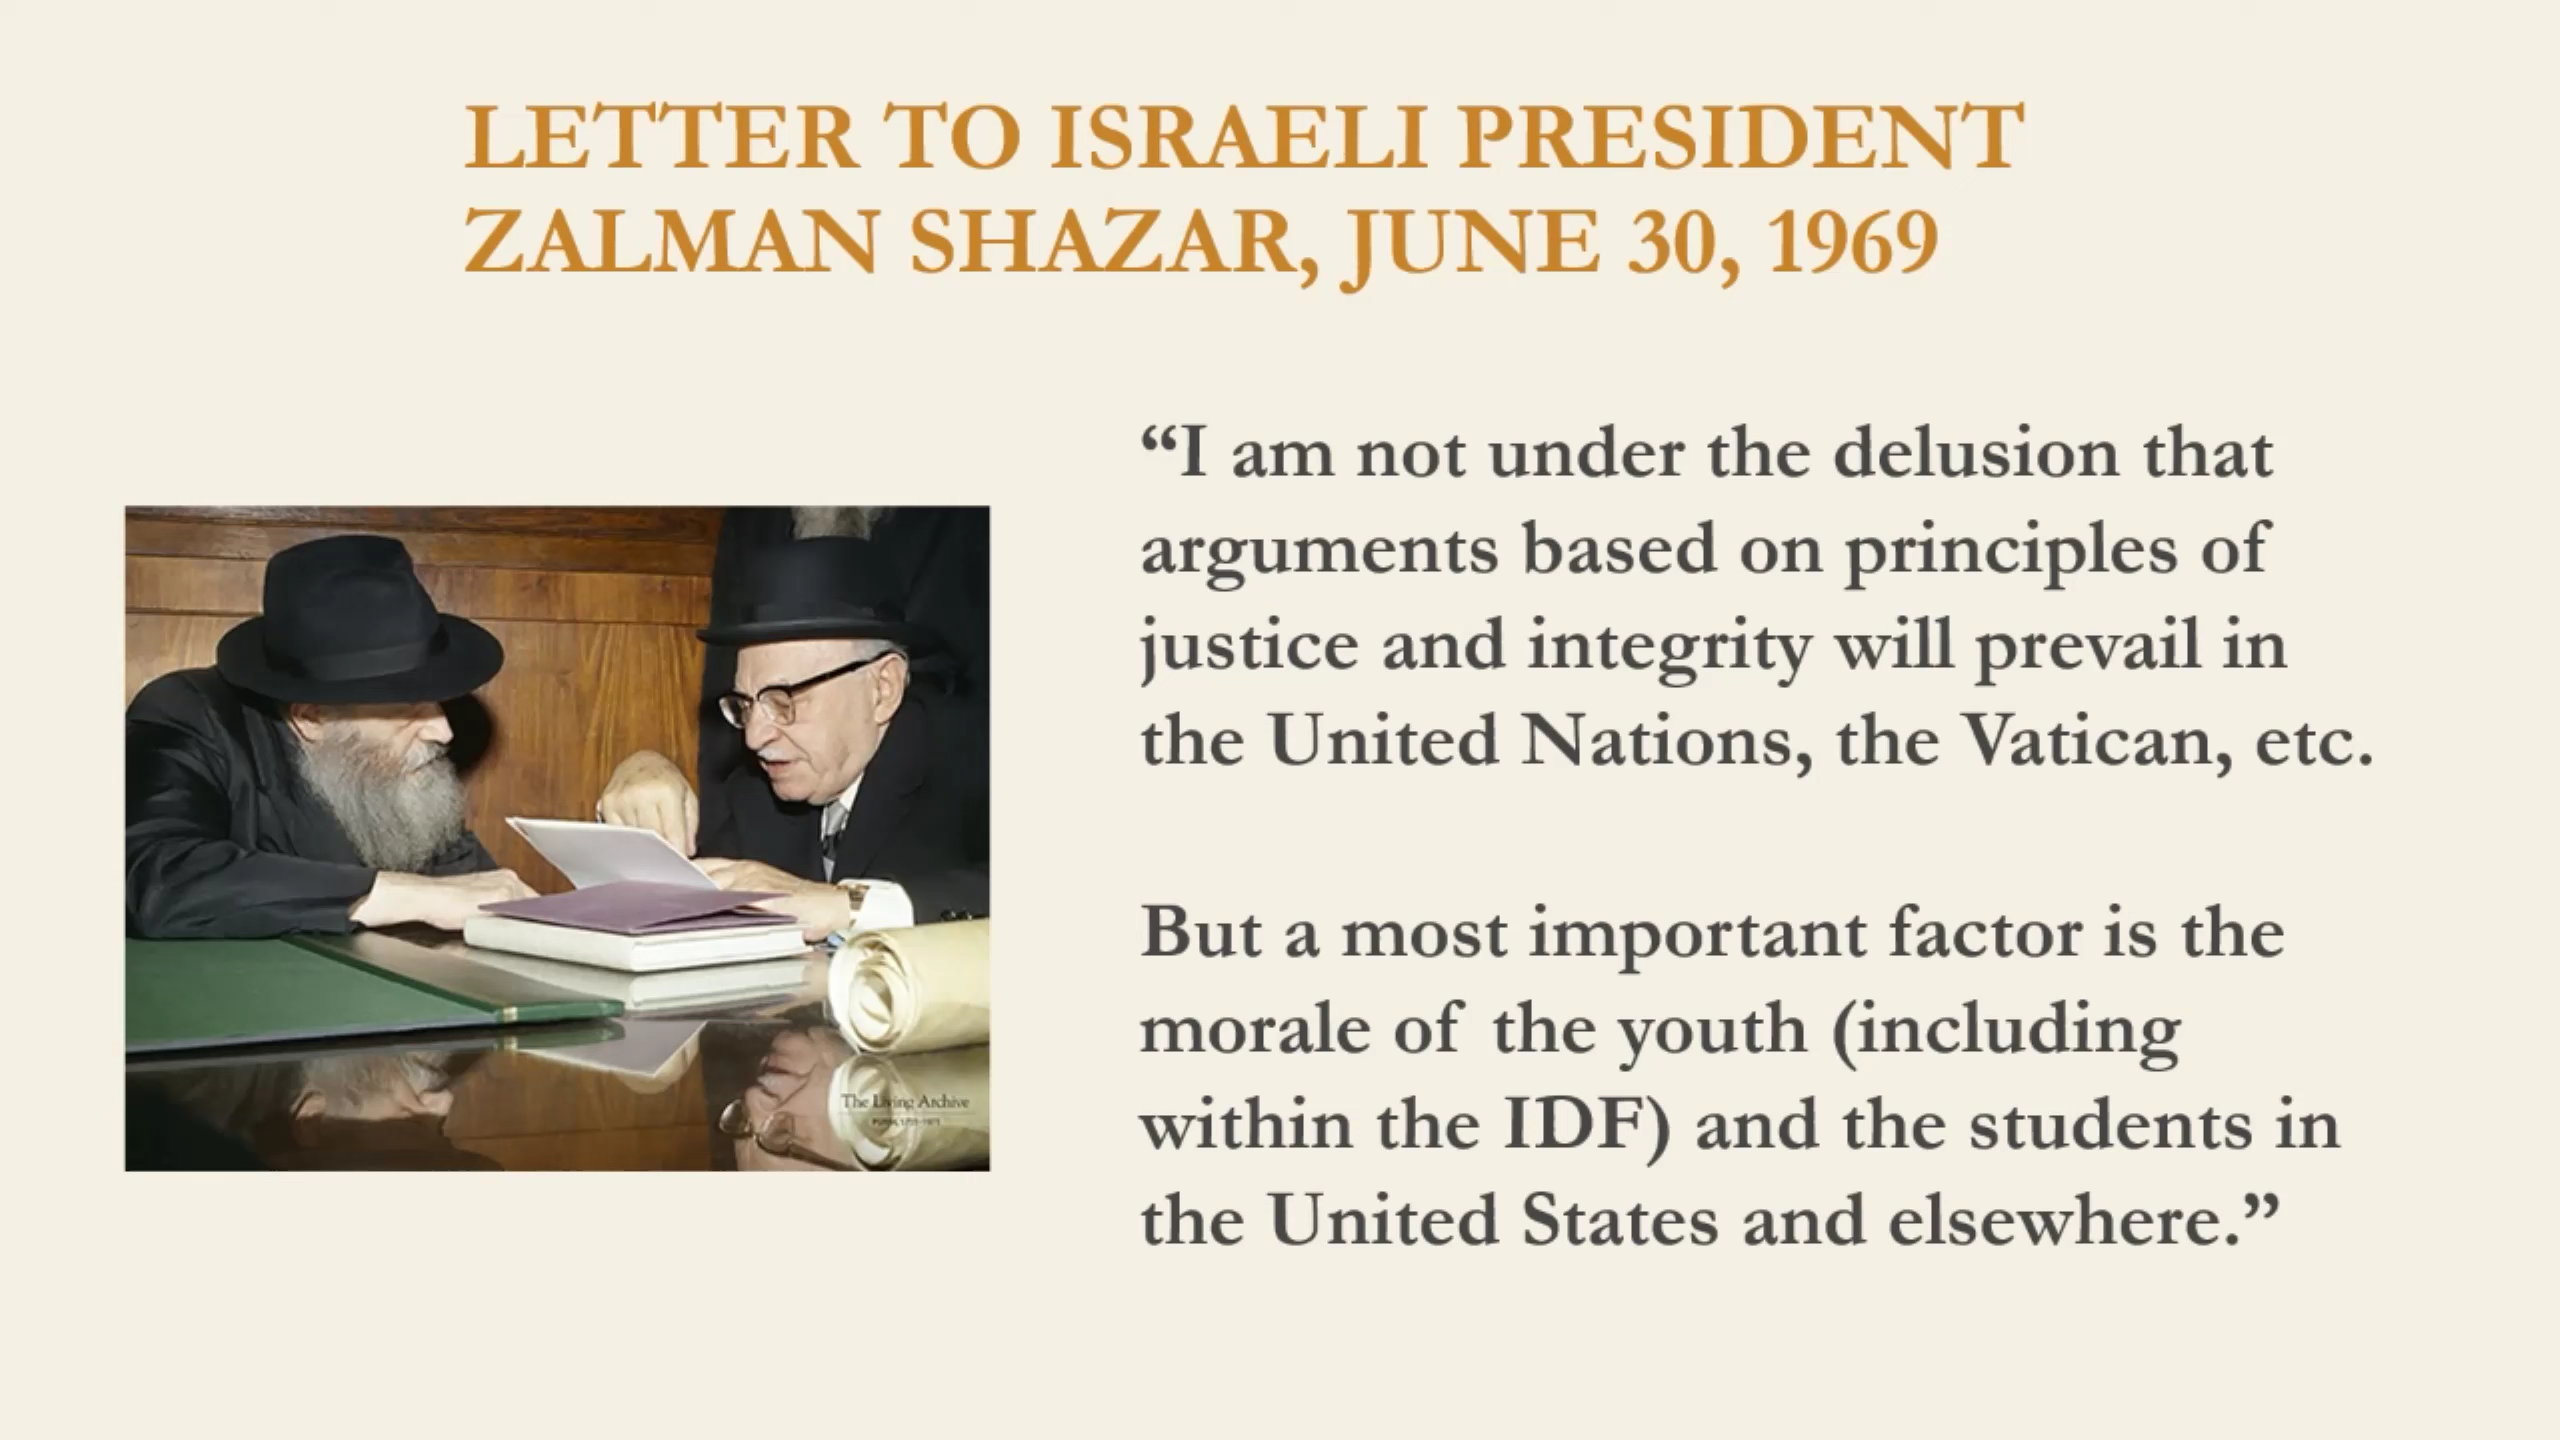 LETTER TO ISRAELI PRESIDENT
ZALMAN SHAZAR, JUNE 30, 1969
“I am not under the delusion that
arguments based on principles of
justice and integrity will prevail in
the United Nations, the Vatican, etc.
But a most important factor is the
morale of the youth (including
within the IDF) and the students in
the United States and elsewhere.”
The Living Archive